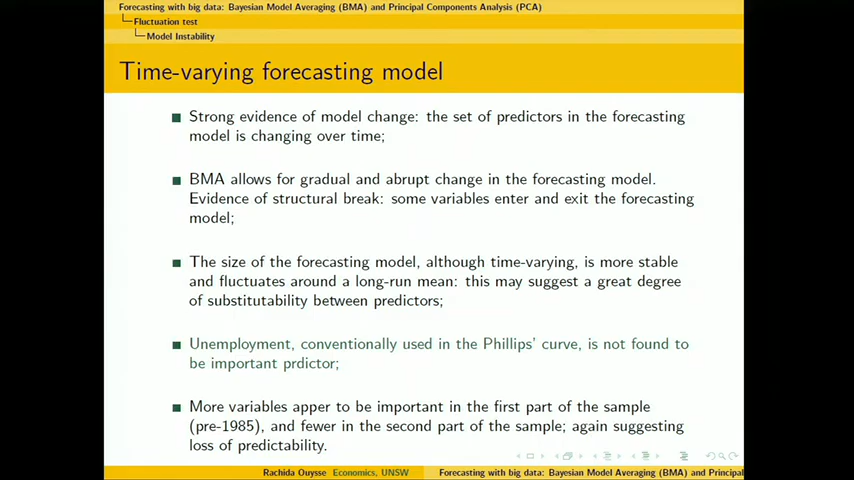 Forecasting with big data: Bayesian Model Averaging (BMA) and Principal Components Analysis (PCA)
Fluctuation test
Model Instability
Time-varying forecasting model
Strong evidence of model change: the set of predictors in the forecasting
model is changing over time;
BMA allows for gradual and abrupt change in the forecasting model.
Evidence of structural break: some variables enter and exit the forecasting
model;
The size of the forecasting model, although time-varying, is more stable
and fluctuates around a long-run mean: this may suggest a great degree
of substitutability between predictors;
Unemployment, conventionally used in the Phillips' curve, is not found to
be important prdictor;
More variables apper to be important in the first part of the sample
(pre-1985), and fewer in the second part of the sample; again suggesting
loss of predictability.
Rachida Ouysse Economics, UNSW Forecasting with big data: Bayesian Model Averaging (BMA) and Principal